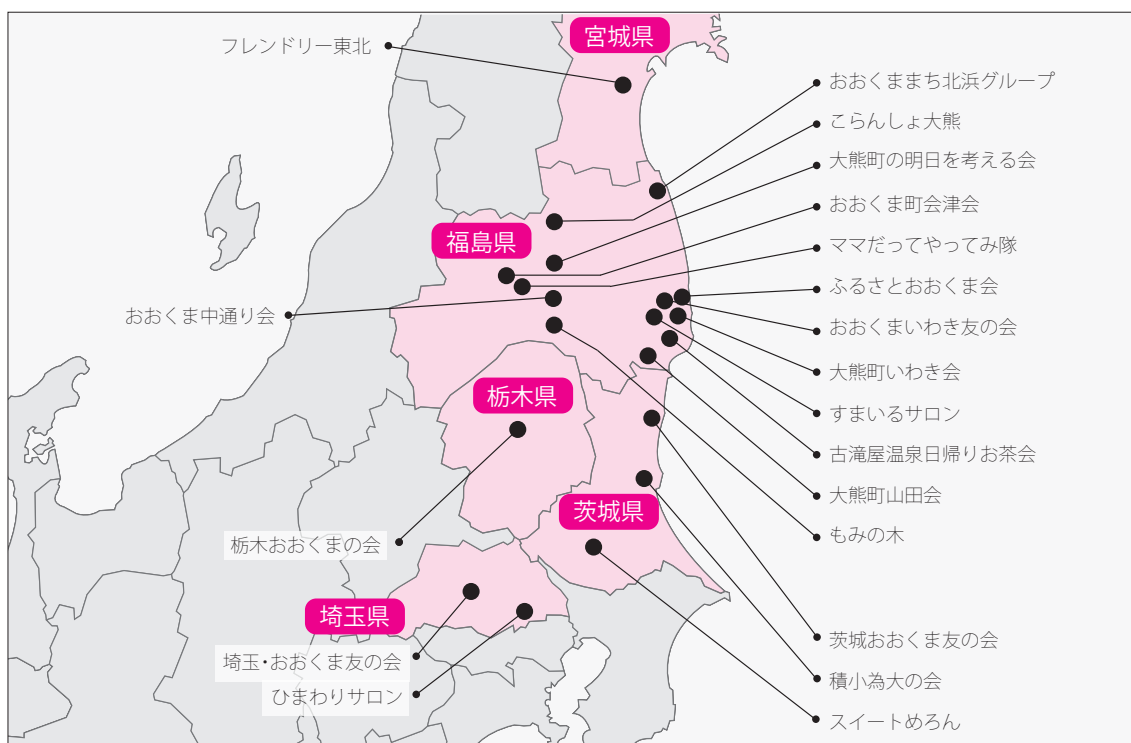 宮城県
フレンドリー東北
おおくままち北浜グループ
こらんしょ大熊
大熊町の明日を考える会
おおくま町会津会
福島県
ママだってやってみ隊
ふるさとおおくま会
おおくま中通り会
おおくまいわき友の会
大熊町いわき会
栃木県
すまいるサロン
古滝屋温泉日帰りお茶会
大熊町山田会
茨城県
もみの木
栃木おおくまの会
埼玉県
茨城おおくま友の会
埼玉・おおくま友の会
積小為大の会
ひまわりサロン
スイートめろん